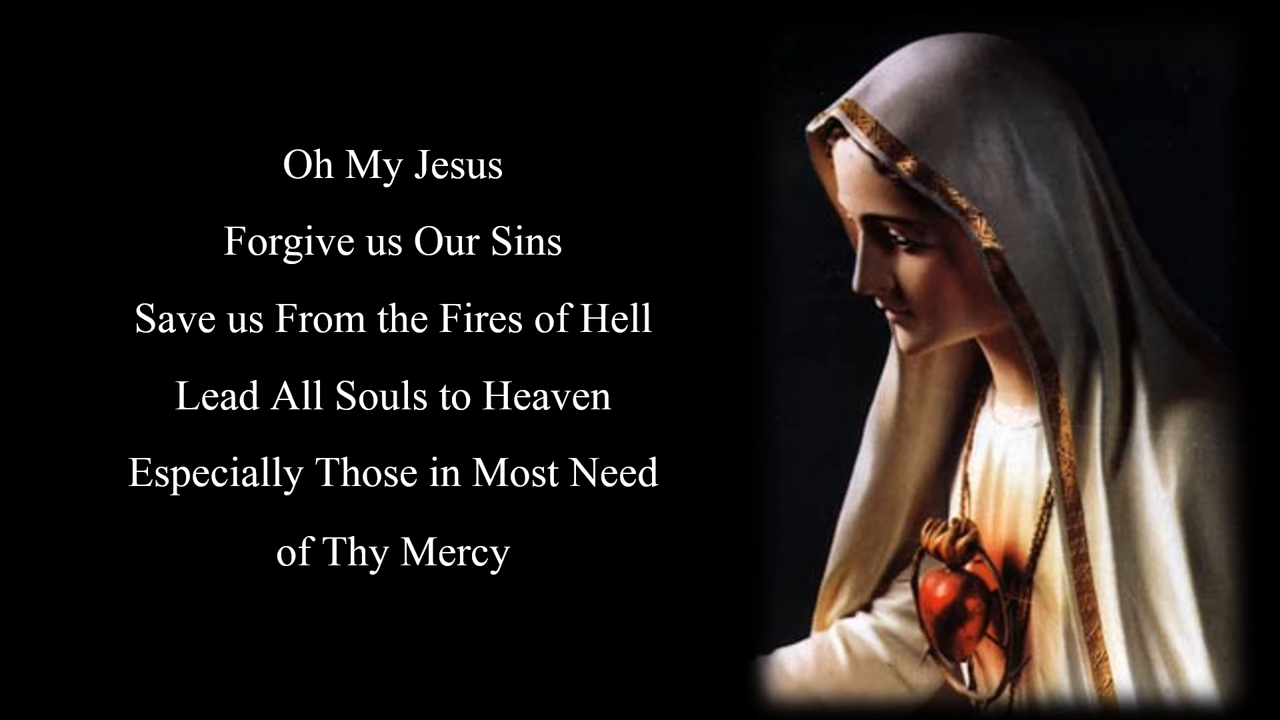 Oh My Jesus
Forgive us Our Sins
Save us From the Fires of Hell
Lead All Souls to Heaven
Especially Those in Most Need
of Thy Mercy